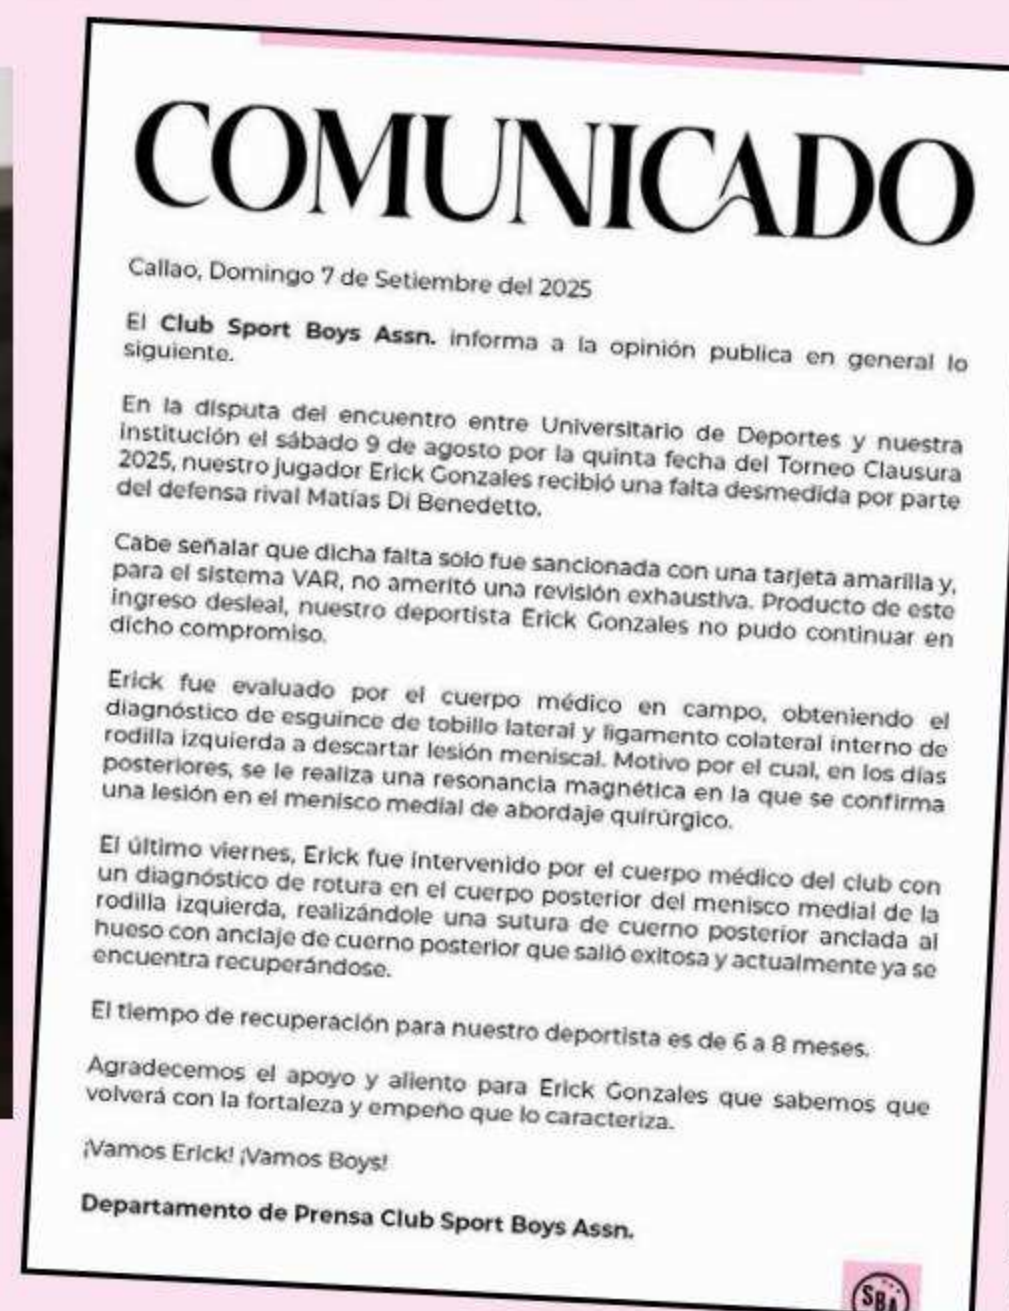 COMUNICADO
Callao, Domingo 7 de Setiembre del 2025
El Club Sport Boys Assn. informa a la opinión publica en general lo
siguiente.
En la disputa del encuentro entre Universitario de Deportes y nuestra
institución el sábado 9 de agosto por la quinta fecha del Torneo Clausura
2025, nuestro jugador Erick Gonzales recibió una falta desmedida por parte
del defensa rival Matías Di Benedetto.
Cabe señalar que dicha falta solo fue sancionada con una tarjeta amarilla y,
para el sistema VAR, no ameritó una revisión exhaustiva. Producto de este
ingreso desleal, nuestro deportista Erick Gonzales no pudo continuar en
dicho compromiso.
Erick fue evaluado por el cuerpo médico en campo, obteniendo el
diagnóstico de esguince de tobillo lateral y ligamento colateral interno de
rodilla izquierda a descartar lesión meniscal. Motivo por el cual, en los días
posteriores, se le realiza una resonancia magnética en la que se confirma
una lesión en el menisco medial de abordaje quirúrgico.
El último viernes, Erick fue intervenido por el cuerpo médico del club con
un diagnóstico de rotura en el cuerpo posterior del menisco medial de la
rodilla izquierda, realizándole una sutura de cuerno posterior anclada al
hueso con anclaje de cuerno posterior que salió exitosa y actualmente ya se
encuentra recuperándose.
El tiempo de recuperación para nuestro deportista es de 6 a 8 meses.
Agradecemos el apoyo y aliento para Erick Gonzales que sabemos que
volverá con la fortaleza y empeño que lo caracteriza.
¡Vamos Erick! ¡Vamos Boys!
Departamento de Prensa Club Sport Boys Assn.
SBA